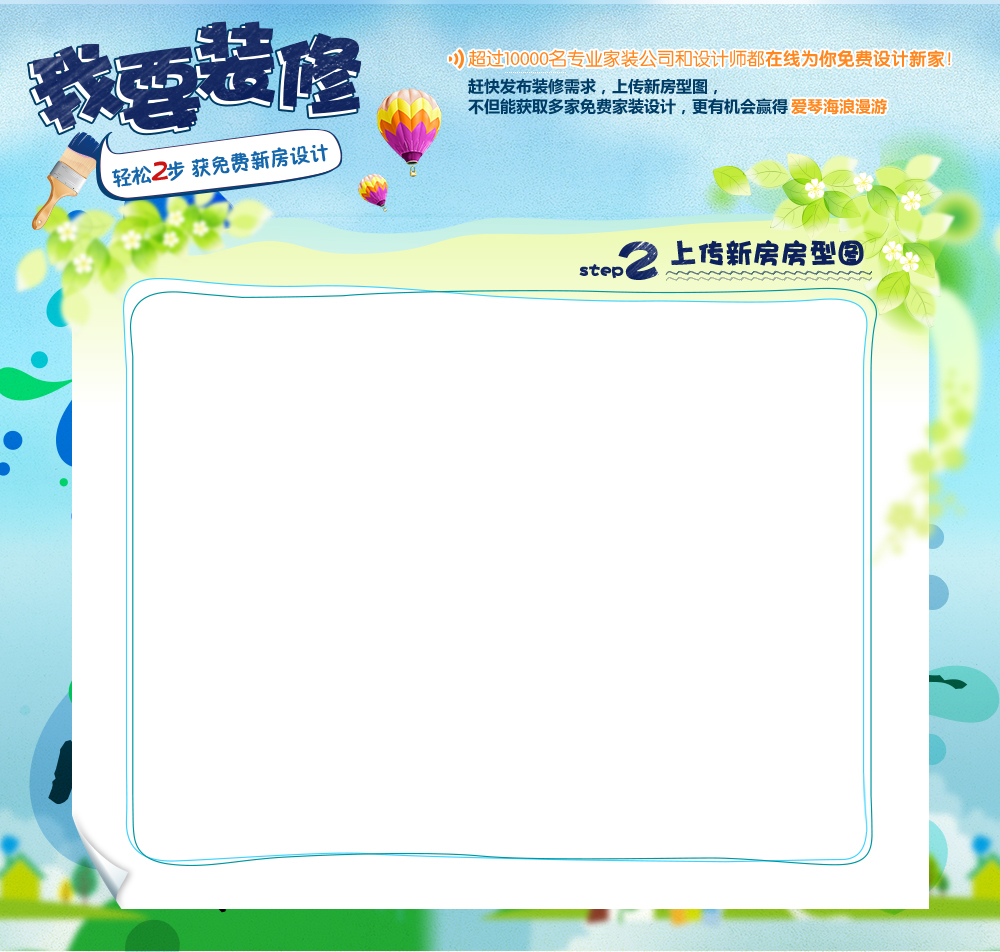 我要装修
轻松2步 获免费新房设计
超过10000名专业家装公司和设计师都在线为你免费设计新家！
赶快发布装修需求，上传新房型图，
不但能获取多家免费家装设计，更有机会赢得 爱琴海浪漫游
step2 上传新房房型图